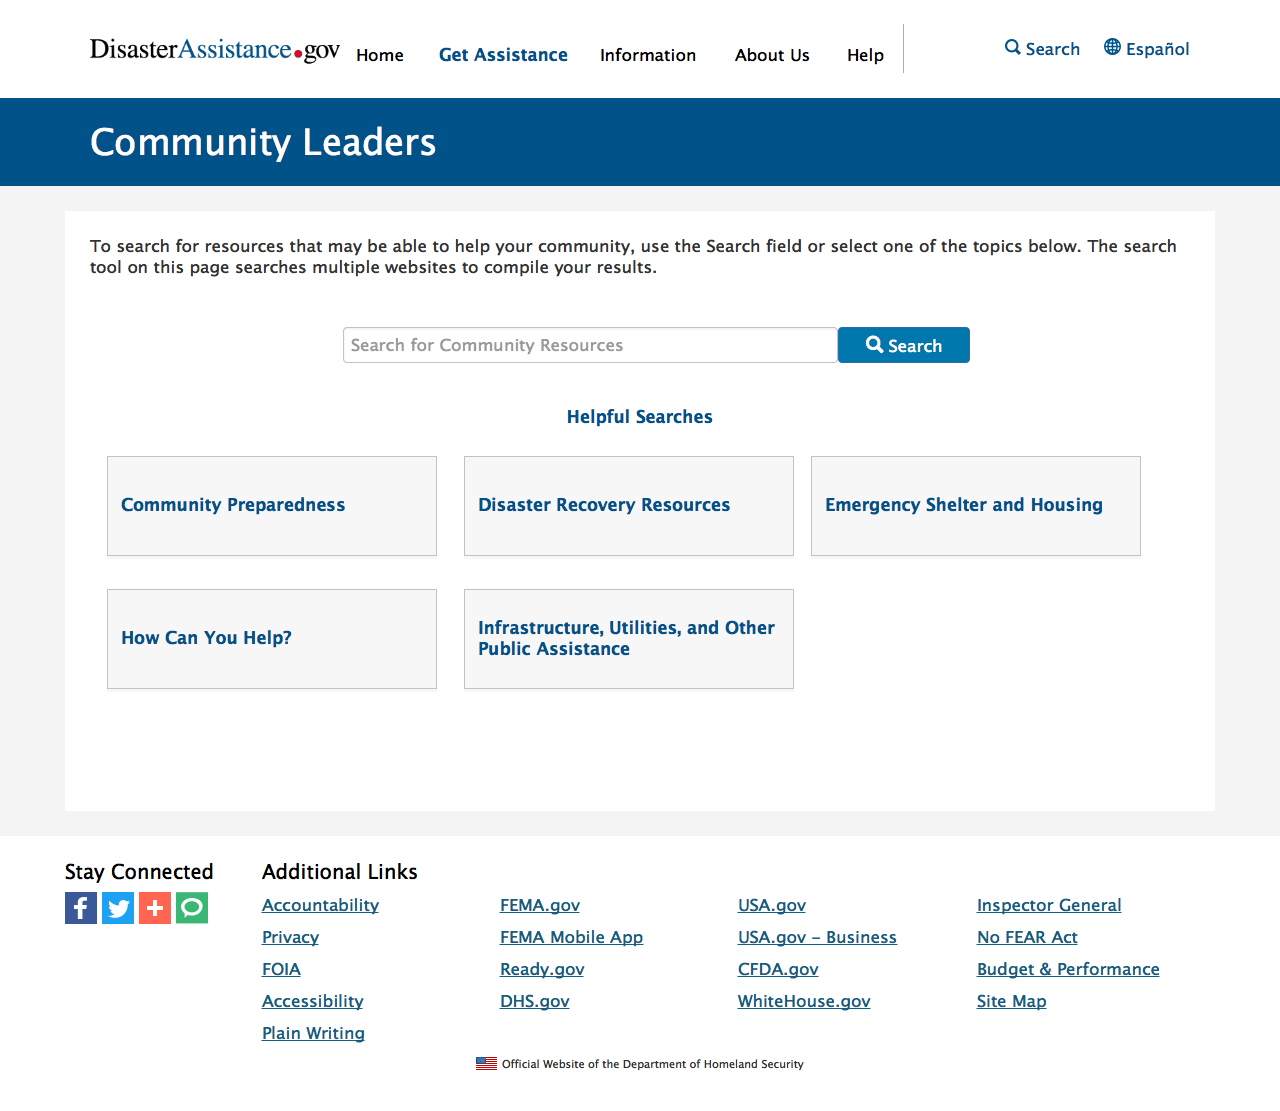 DisasterAssistance.gov
Home
Get Assistance
Information
About Us
Help
Search
Español
Community Leaders
To search for resources that may be able to help your community, use the Search field or select one of the topics below. The search
tool on this page searches multiple websites to compile your results.
Search for Community Resources
Search
Helpful Searches
Community Preparedness
Disaster Recovery Resources
Emergency Shelter and Housing
How Can You Help?
Infrastructure, Utilities, and Other
Public Assistance
Stay Connected
Additional Links
Accountability
Privacy
FOIA
Accessibility
Plain Writing
FEMA.gov
FEMA Mobile App
Ready.gov
DHS.gov
USA.gov
USA.gov – Business
CFDA.gov
WhiteHouse.gov
Inspector General
No FEAR Act
Budget & Performance
Site Map
Official Website of the Department of Homeland Security